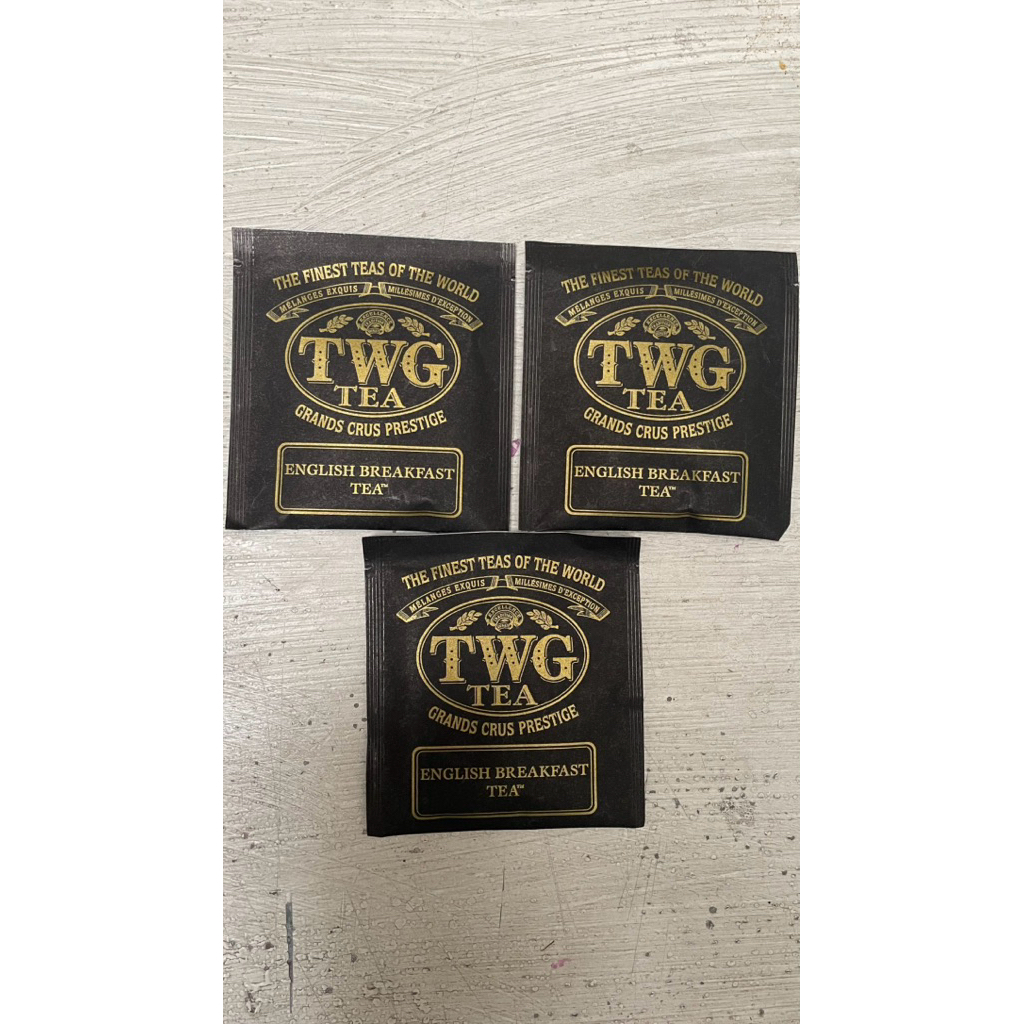 THE FINEST TEAS OF THE WORLD
MÉLANGES EXQUIS MILLÉSIMES D'EXCEPTION
TWG
TEA
GRANDS CRUS PRESTIGE
ENGLISH BREAKFAST
TEA™
THE FINEST TEAS OF THE WORLD
MÉLANGES EXQUIS MILLÉSIMES D'EXCEPTION
TWG
TEA
GRANDS CRUS PRESTIGE
ENGLISH BREAKFAST
TEA™
THE FINEST TEAS OF THE WORLD
MÉLANGES EXQUIS MILLÉSIMES D'EXCEPTION
TWG
TEA
GRANDS CRUS PRESTIGE
ENGLISH BREAKFAST
TEA™